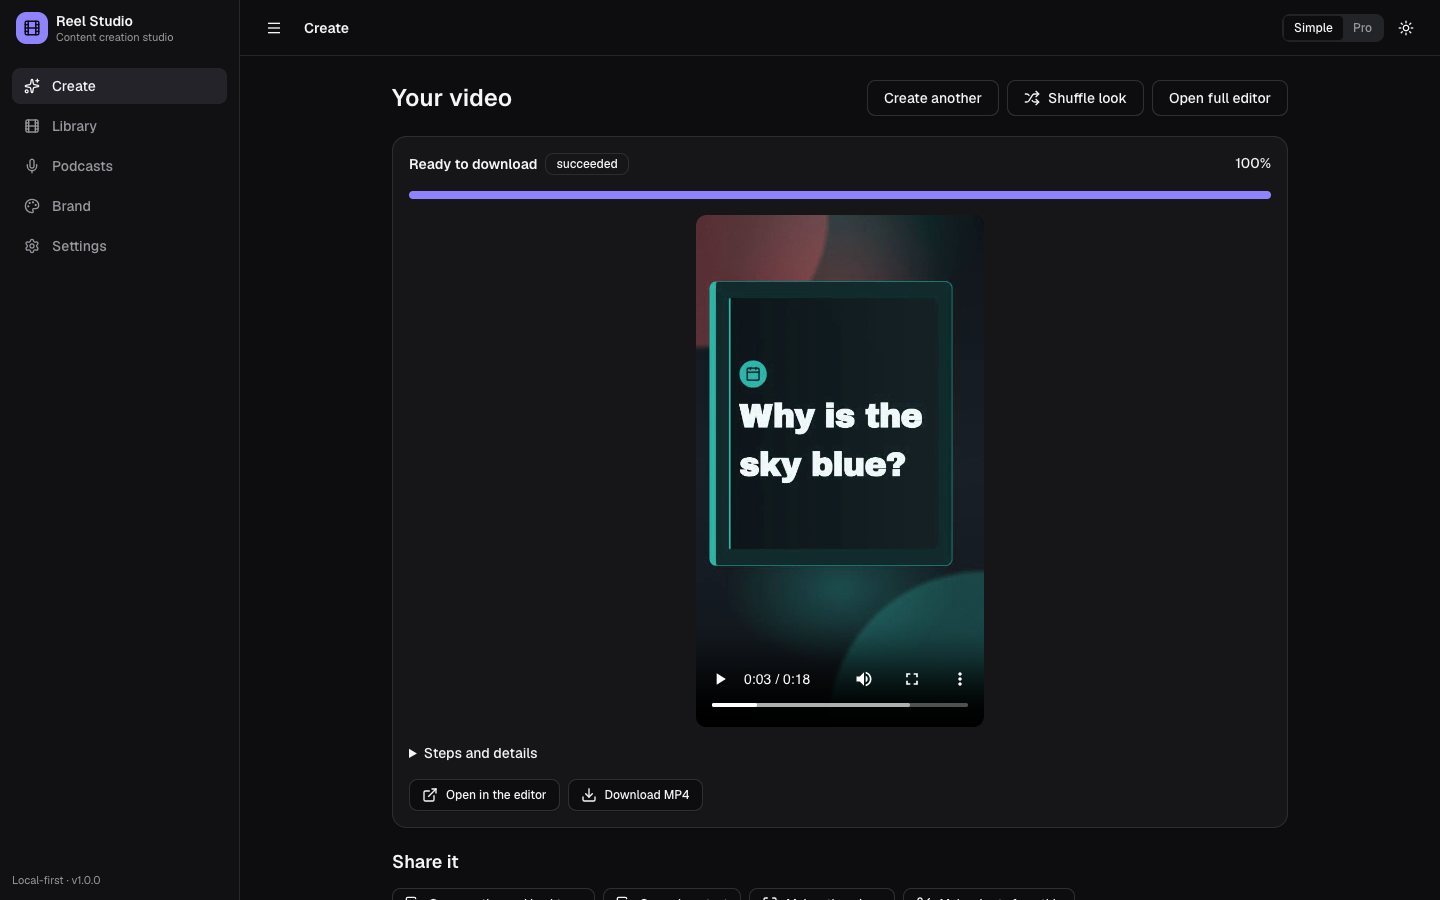 Reel Studio
Content creation studio
Create
Library
Podcasts
Brand
Settings
Local-first · v1.0.0
Create
Simple
Pro
Your video
Create another
Shuffle look
Open full editor
Ready to download
succeeded
100%
Why is the
sky blue?
0:03 / 0:18
Steps and details
Open in the editor
Download MP4
Share it